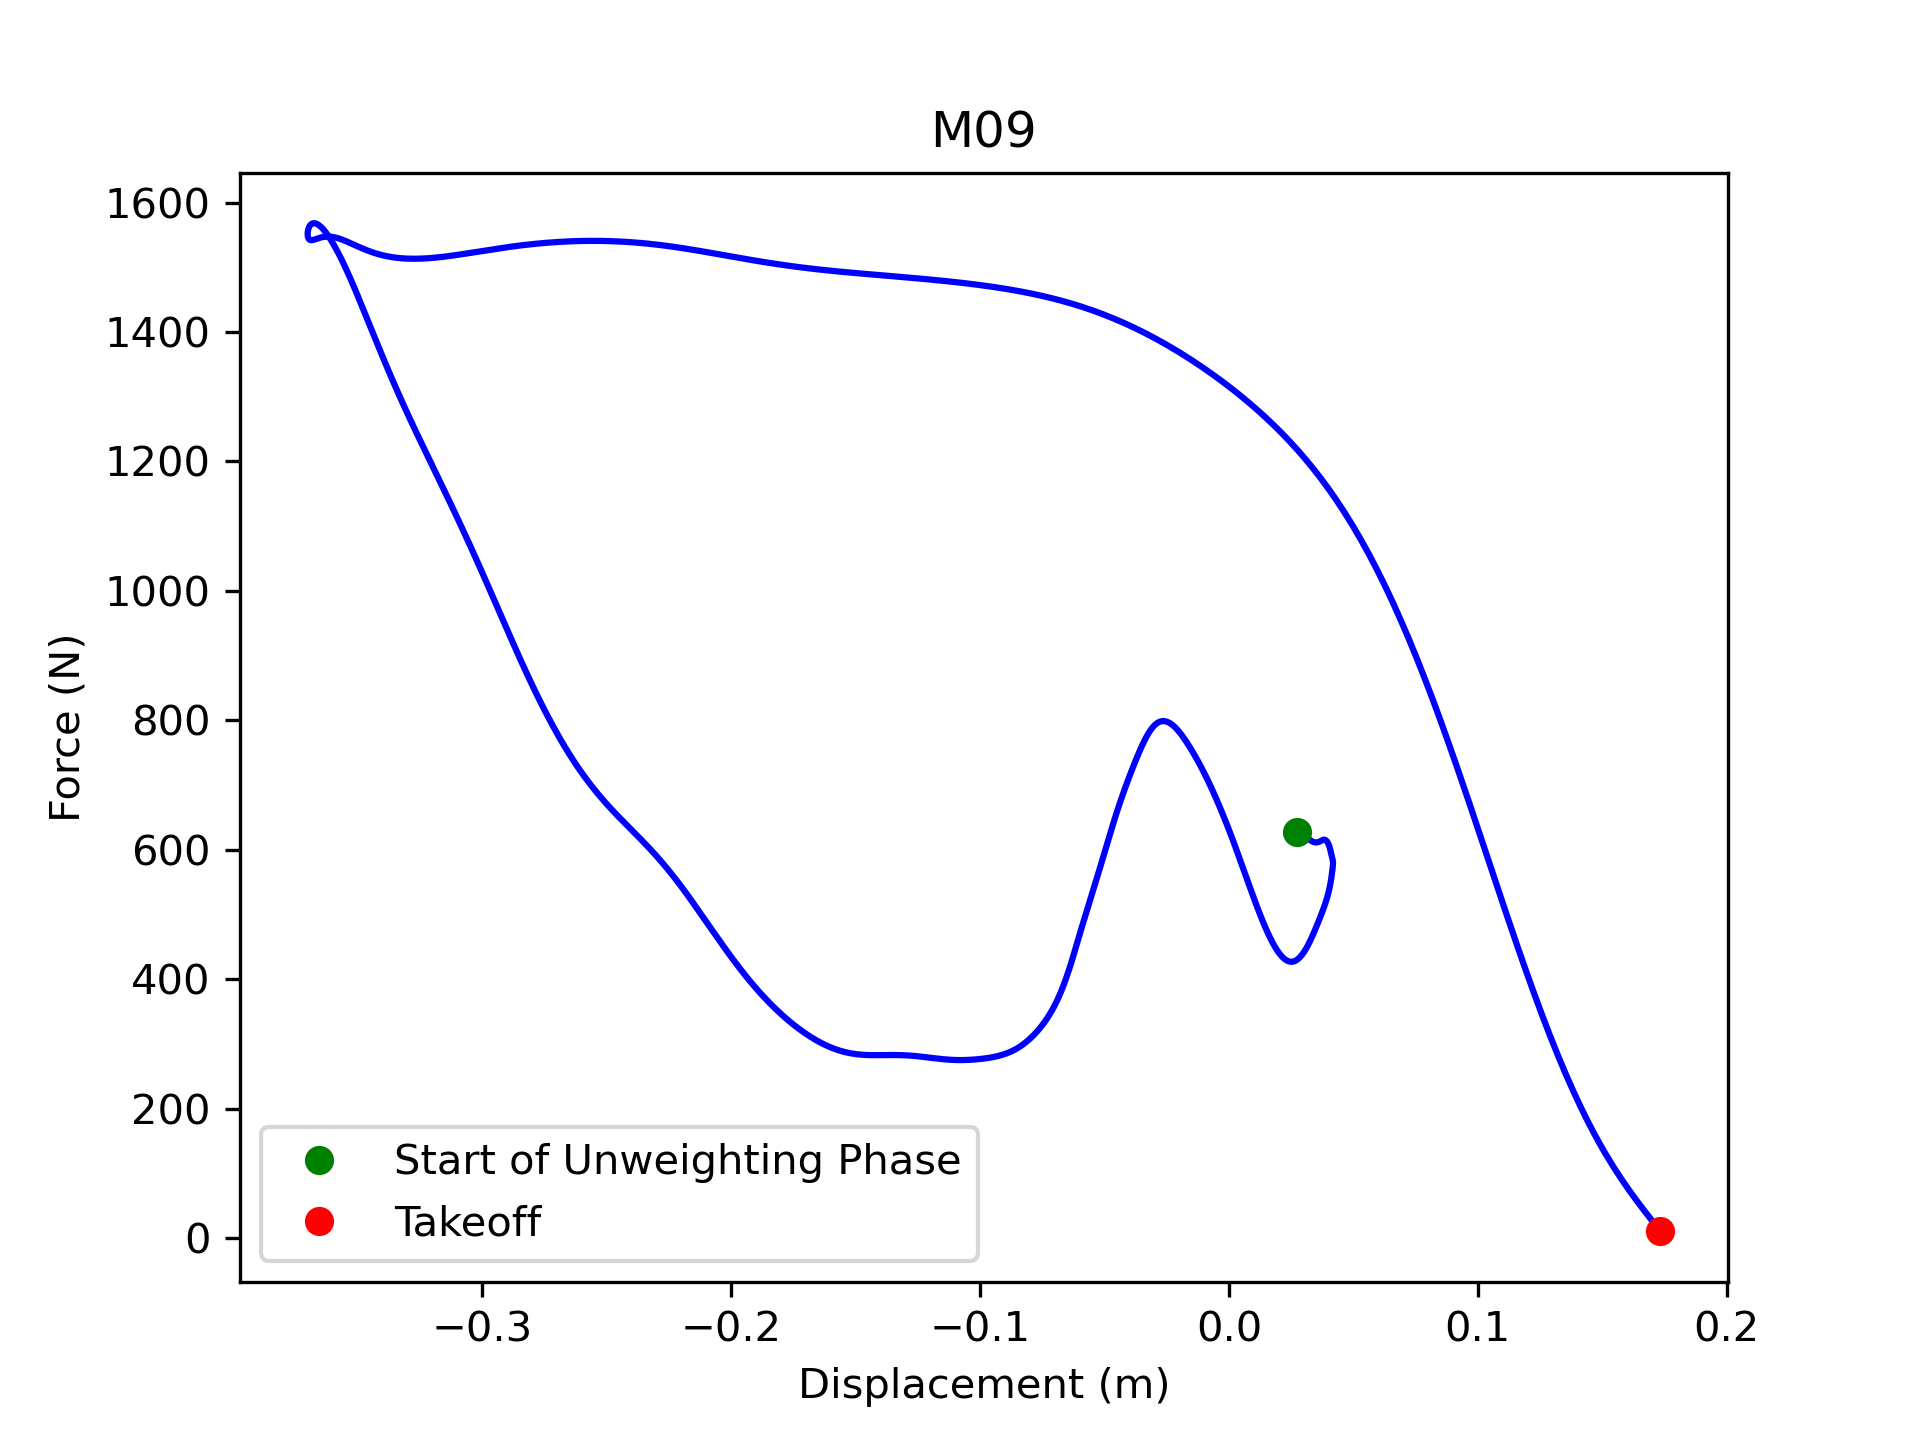 M09
1600
1400
1200
1000
800
600
400
200
0
Force (N)
Start of Unweighting Phase
Takeoff
−0.3 −0.2 −0.1 0.0 0.1 0.2
Displacement (m)